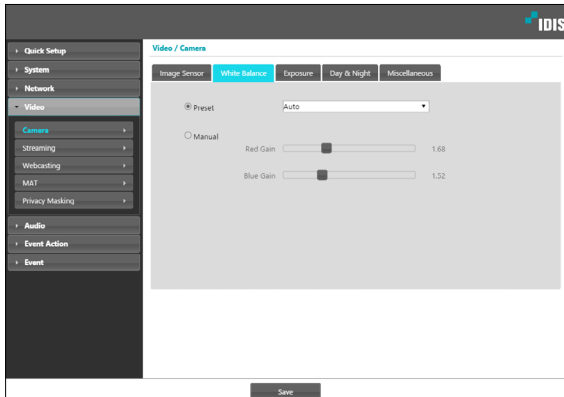 IDIS
Quick Setup
System
Network
Video
Camera
Streaming
Webcasting
MAT
Privacy Masking
Audio
Event Action
Event
Video / Camera
Image Sensor White Balance Exposure Day & Night Miscellaneous
Preset Auto
Manual
Red Gain 1.68
Blue Gain 1.52
Save